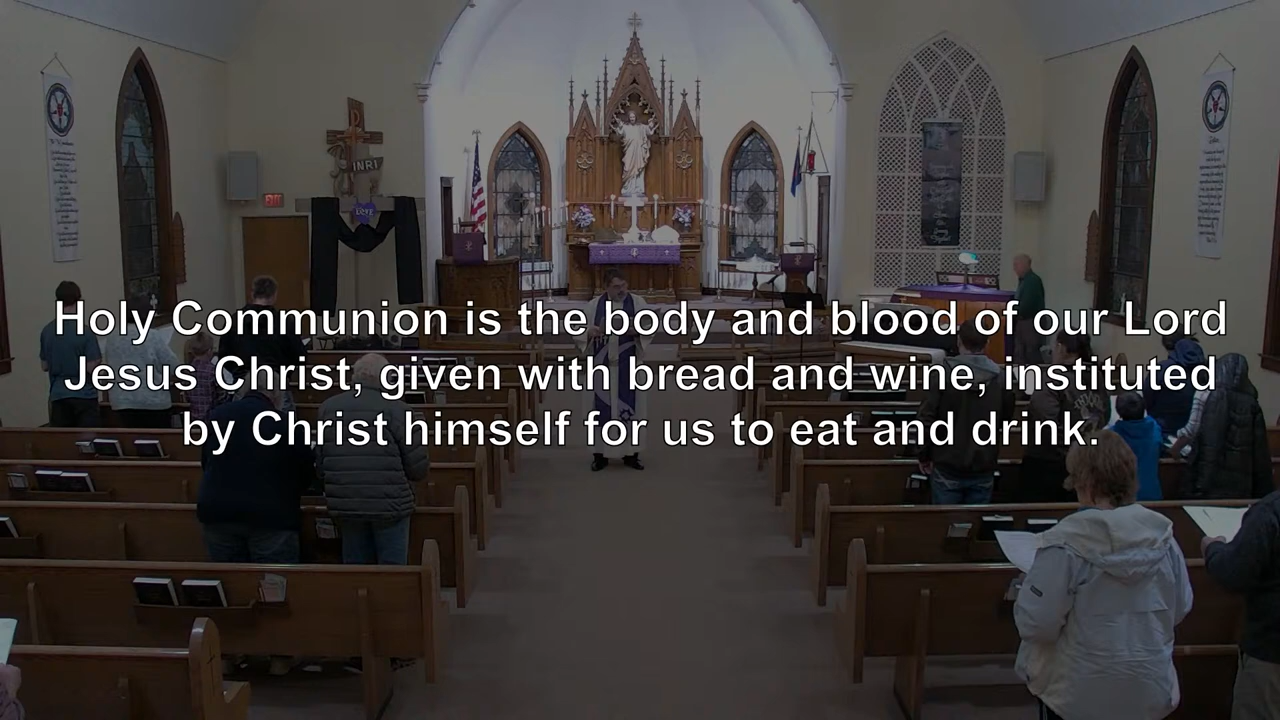 INRI
LOVE
Holy Communion is the body and blood of our Lord
Jesus Christ, given with bread and wine, instituted
by Christ himself for us to eat and drink.